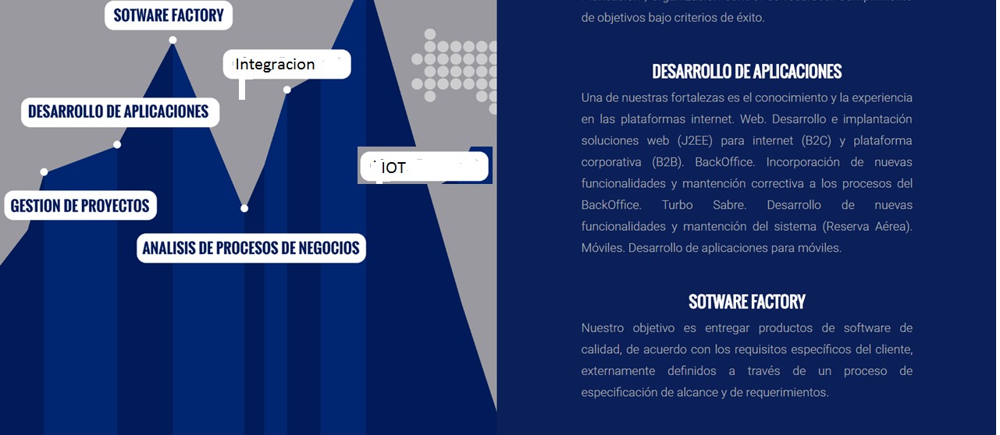 SOTWARE FACTORY
Integracion
DESARROLLO DE APLICACIONES
IOT
GESTION DE PROYECTOS
ANALISIS DE PROCESOS DE NEGOCIOS
de objetivos bajo criterios de éxito.
DESARROLLO DE APLICACIONES
Una de nuestras fortalezas es el conocimiento y la experiencia
en las plataformas internet. Web. Desarrollo e implantación
soluciones web (J2EE) para internet (B2C) y plataforma
corporativa (B2B). BackOffice. Incorporación de nuevas
funcionalidades y mantención correctiva a los procesos del
BackOffice. Turbo Sabre. Desarrollo de nuevas
funcionalidades y mantención del sistema (Reserva Aérea).
Móviles. Desarrollo de aplicaciones para móviles.
SOTWARE FACTORY
Nuestro objetivo es entregar productos de software de
calidad, de acuerdo con los requisitos específicos del cliente,
externamente definidos a través de un proceso de
especificación de alcance y de requerimientos.